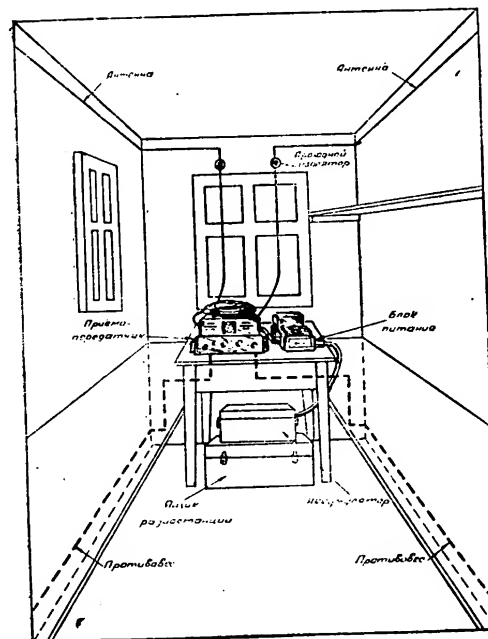 Антенна
Антенна
Проходной
изолятор
Приемо-
передатчик
Блок
питания
Ящик
радиостанции
Аккумулятор
Противовес
Противовес